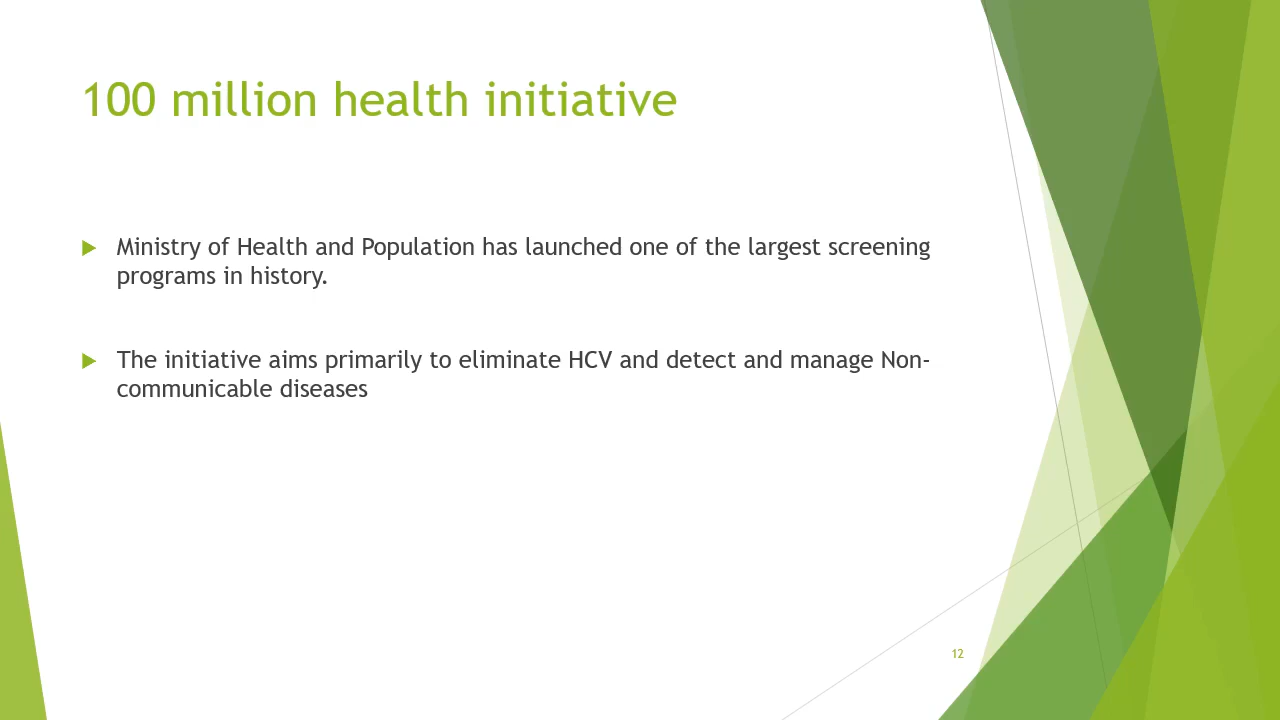 100 million health initiative
Ministry of Health and Population has launched one of the largest screening
programs in history.
The initiative aims primarily to eliminate HCV and detect and manage Non-
communicable diseases
12